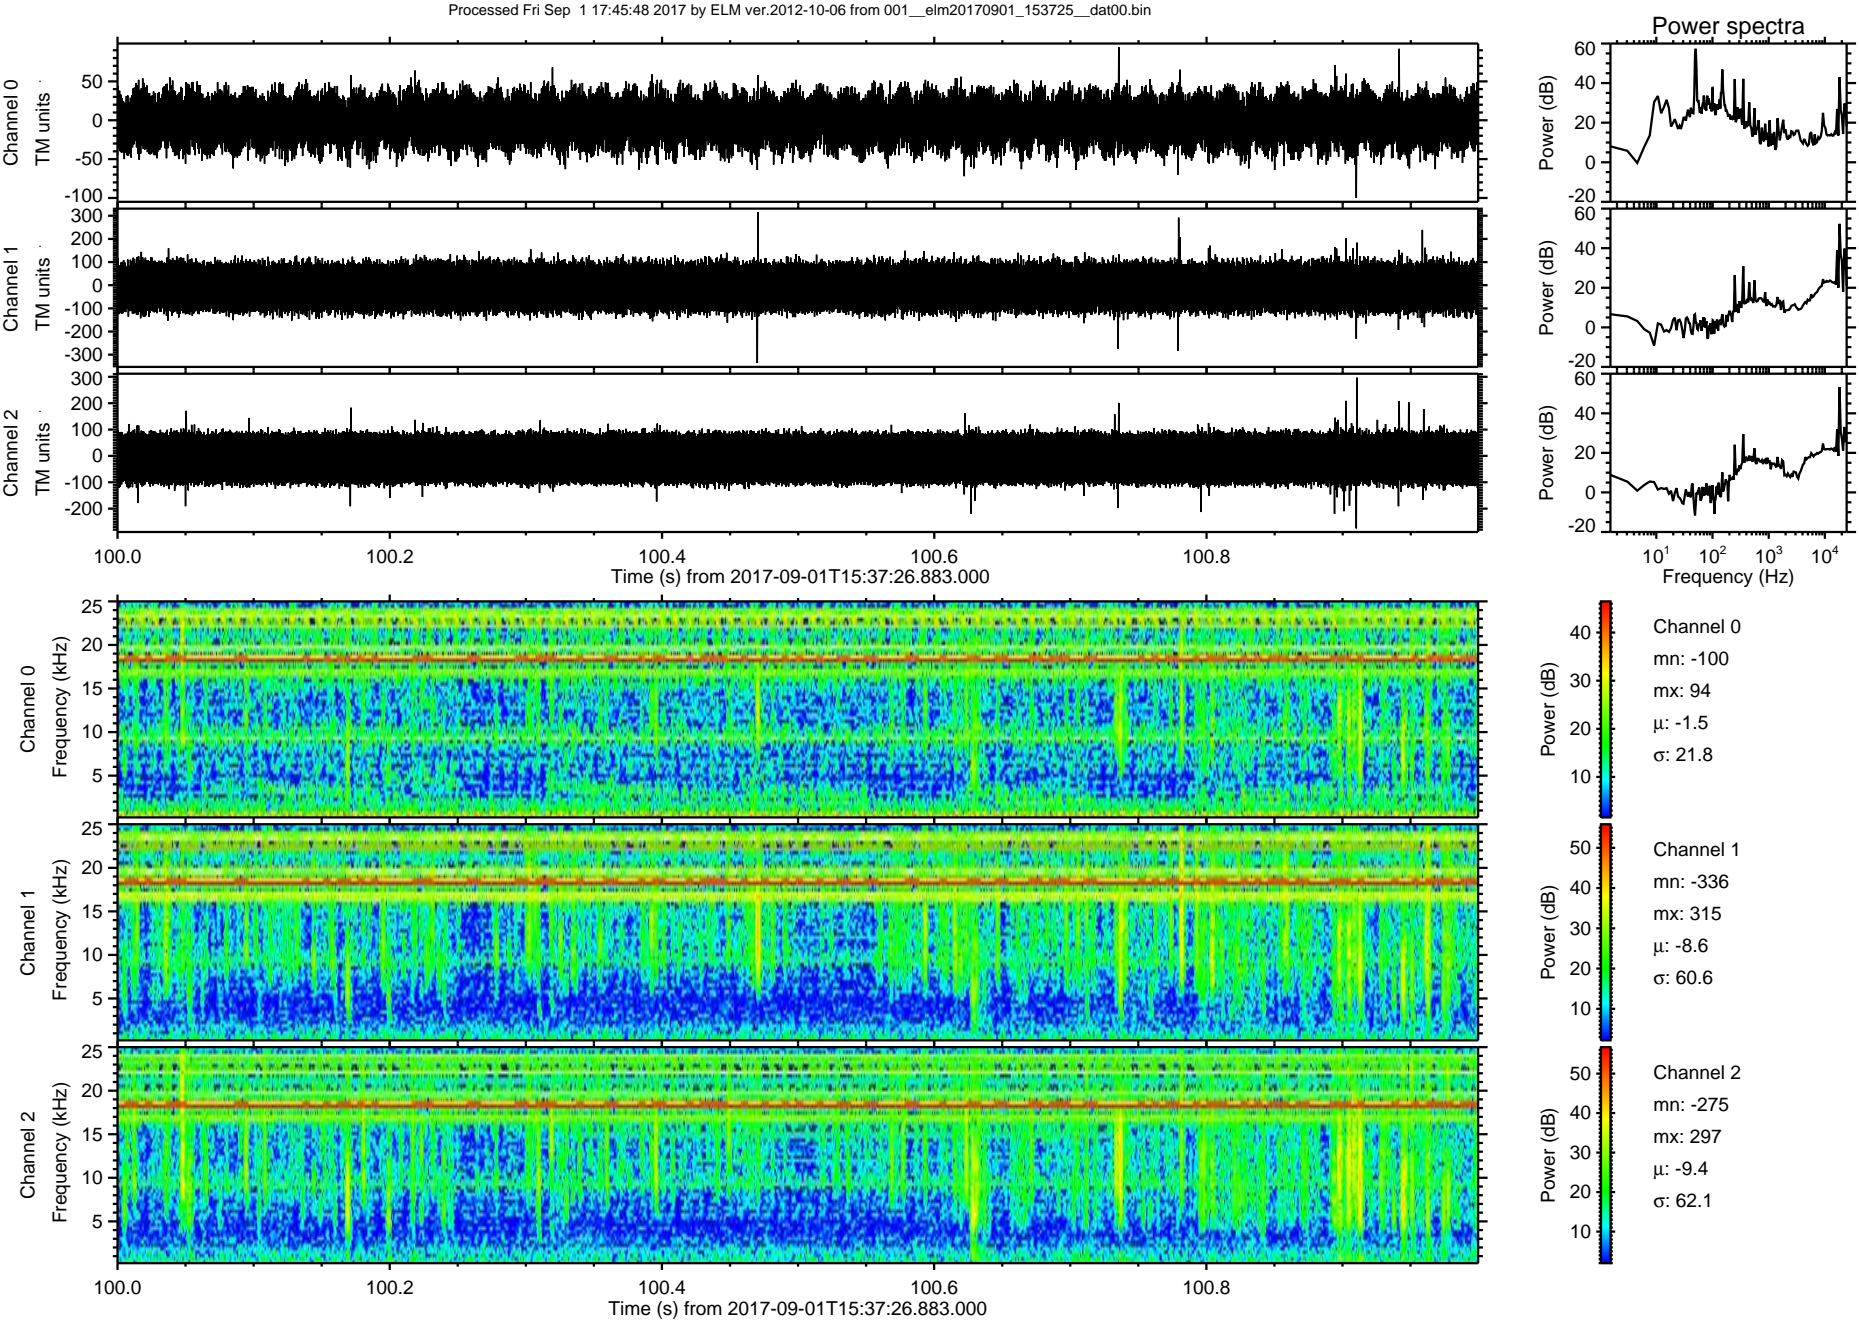 Processed Fri Sep  1 17:45:48 2017 by ELM ver.2012-10-06 from 001__elm20170901_153725__dat00.bin
Power spectra
Channel 0
TM units
50
0
-50
-100
Power (dB)
60
40
20
0
-20
Channel 1
TM units
300
200
100
0
-100
-200
-300
Power (dB)
60
40
20
0
-20
Channel 2
TM units
300
200
100
0
-100
-200
Power (dB)
60
40
20
0
-20
100.0 100.2 100.4 100.6 100.8
Time (s) from 2017-09-01T15:37:26.883.000
10¹ 10² 10³ 10⁴
Frequency (Hz)
Channel 0
Frequency (kHz)
25
20
15
10
5
Power (dB)
40
30
20
10
Channel 0
mn: -100
mx: 94
μ: -1.5
σ: 21.8
Channel 1
Frequency (kHz)
25
20
15
10
5
Power (dB)
50
40
30
20
10
Channel 1
mn: -336
mx: 315
μ: -8.6
σ: 60.6
Channel 2
Frequency (kHz)
25
20
15
10
5
Power (dB)
50
40
30
20
10
Channel 2
mn: -275
mx: 297
μ: -9.4
σ: 62.1
100.0 100.2 100.4 100.6 100.8
Time (s) from 2017-09-01T15:37:26.883.000